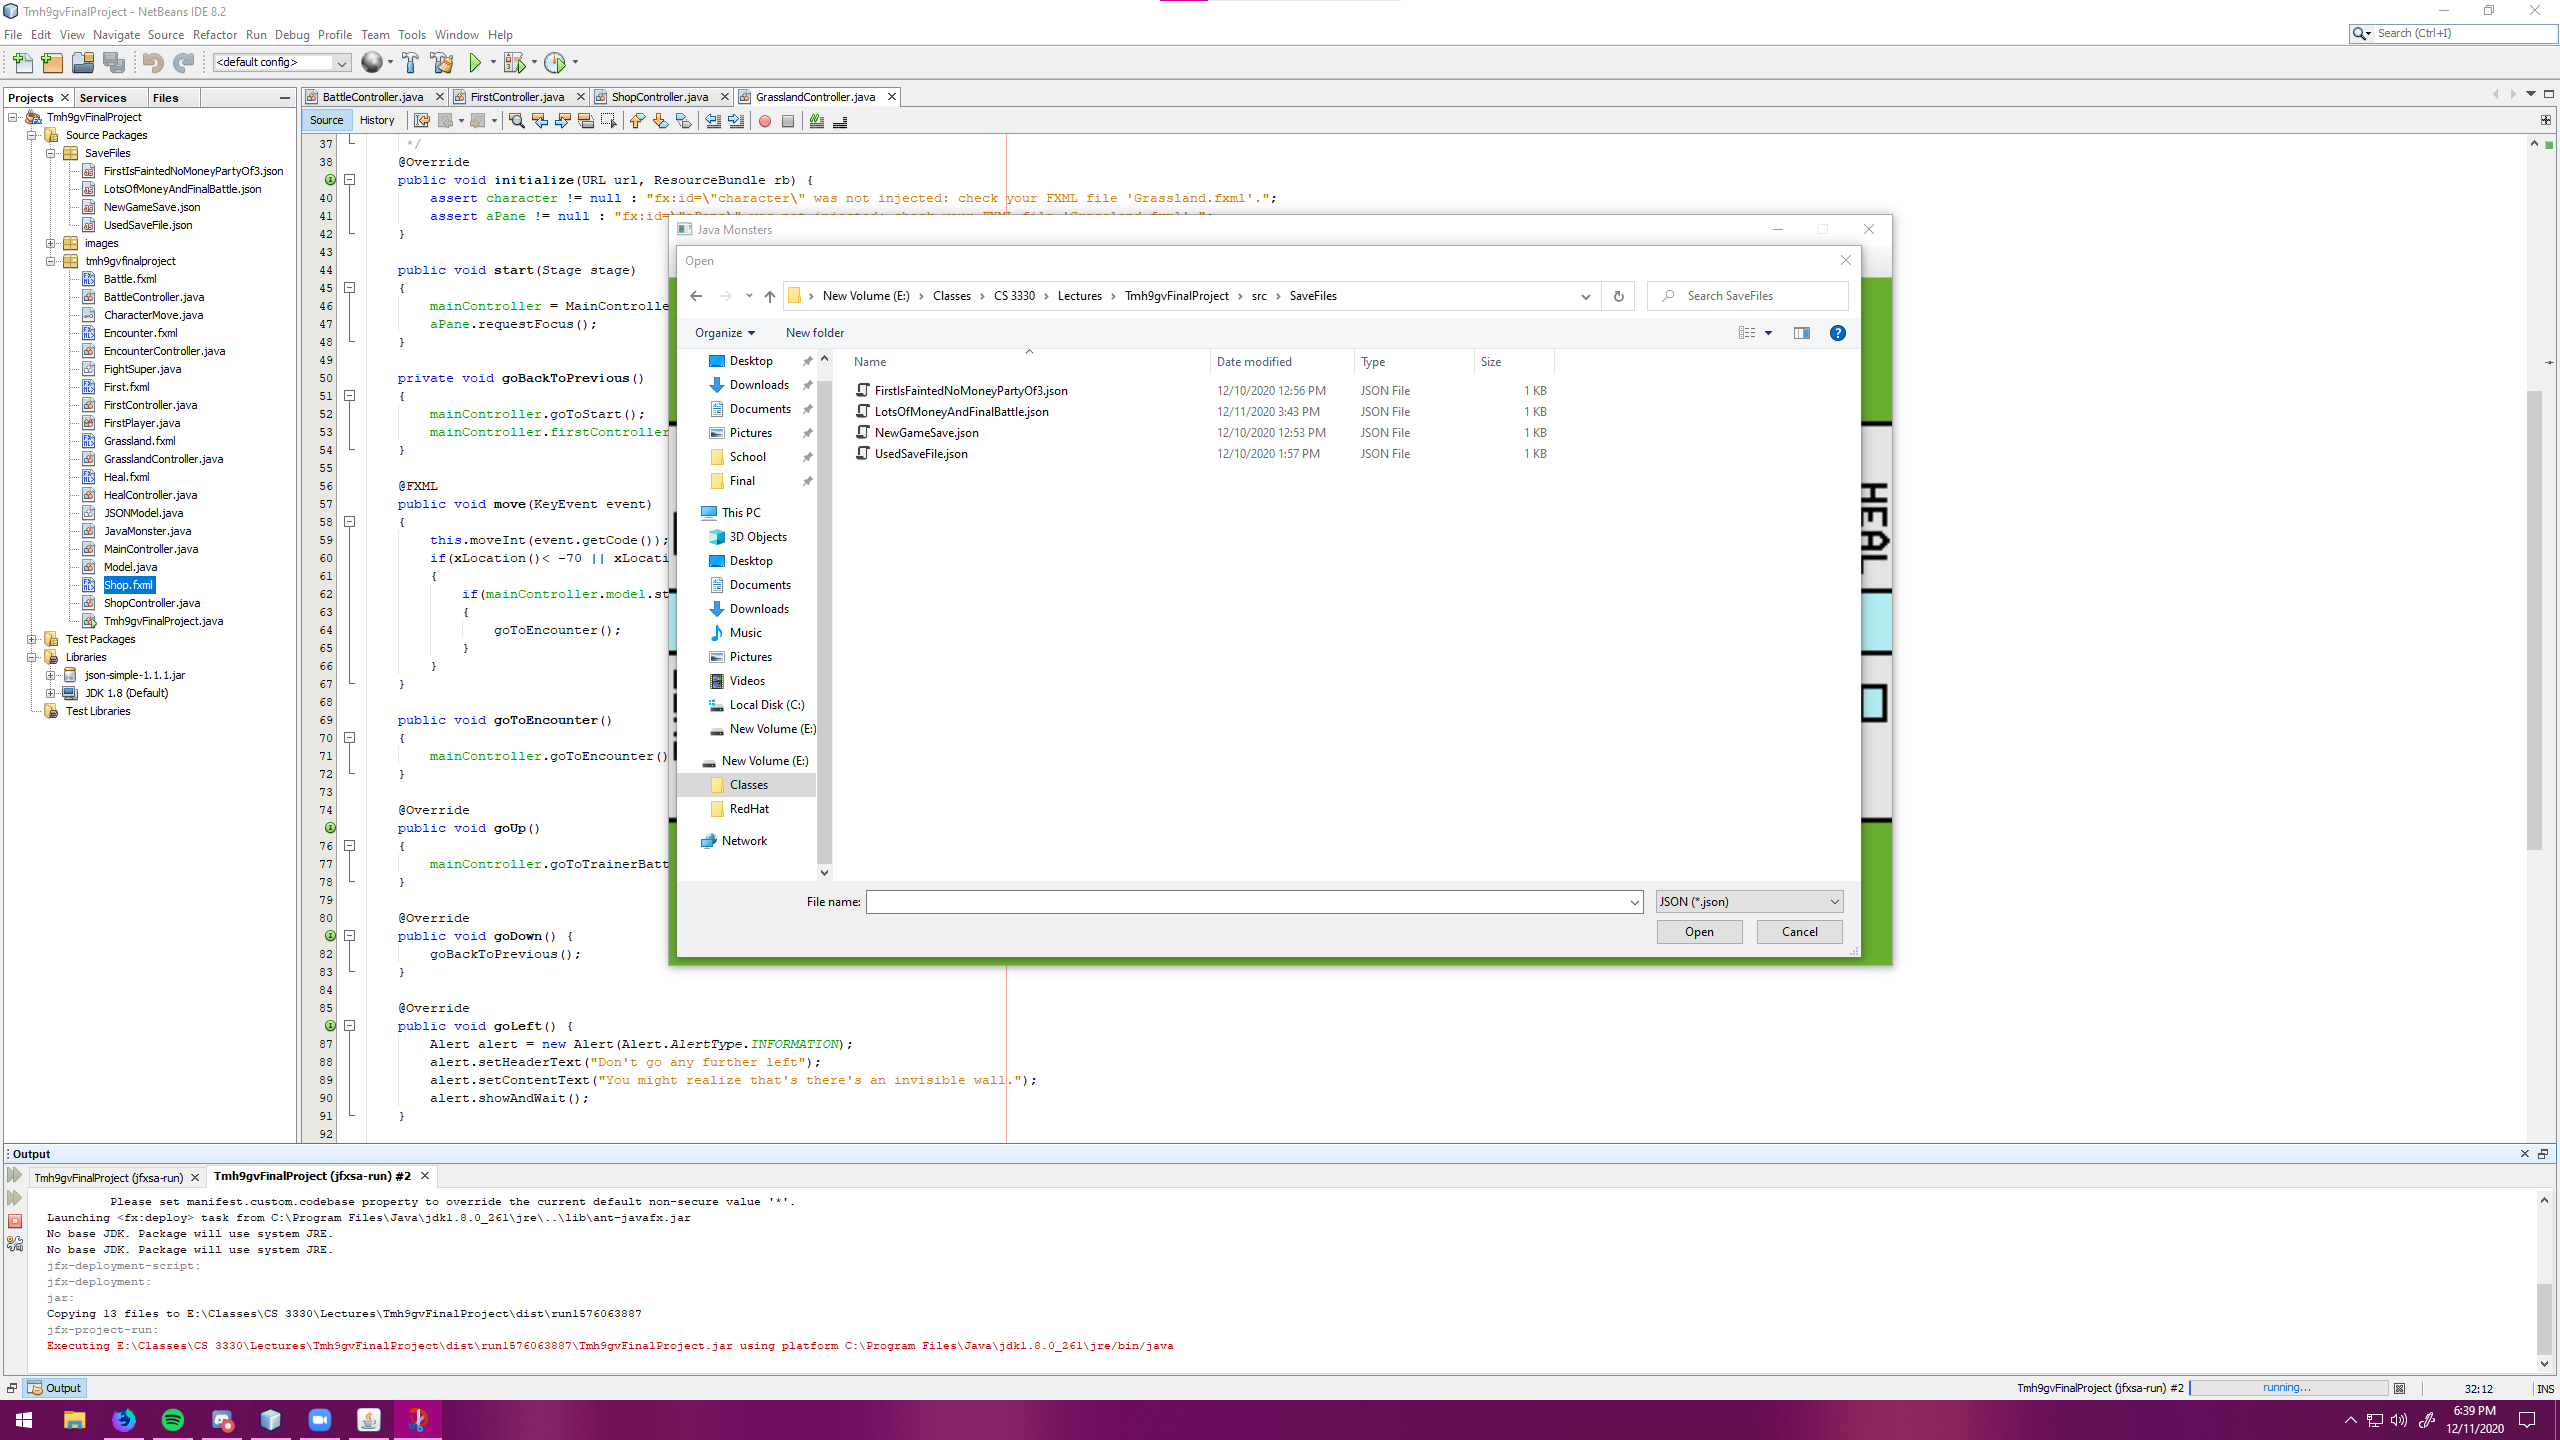 Tmh9gvFinalProject - NetBeans IDE 8.2
File Edit View Navigate Source Refactor Run Debug Profile Team Tools Window Help
Search (Ctrl+I)
<default config>
Projects Services Files
BattleController.java FirstController.java ShopController.java GrasslandController.java
Source History
Tmh9gvFinalProject
Source Packages
SaveFiles
FirstIsFaintedNoMoneyPartyOf3.json
LotsOfMoneyAndFinalBattle.json
NewGameSave.json
UsedSaveFile.json
images
tmh9gvfinalproject
Battle.fxml
BattleController.java
CharacterMove.java
Encounter.fxml
EncounterController.java
FightSuper.java
First.fxml
FirstController.java
FirstPlayer.java
Grassland.fxml
GrasslandController.java
Heal.fxml
HealController.java
JSONModel.java
JavaMonster.java
MainController.java
Model.java
Shop.fxml
ShopController.java
Tmh9gvFinalProject.java
Test Packages
Libraries
json-simple-1.1.1.jar
JDK 1.8 (Default)
Test Libraries
37 */
38 @Override
public void initialize(URL url, ResourceBundle rb) {
40 assert character != null : "fx:id=\"character\" was not injected: check your FXML file 'Grassland.fxml'.";
41 assert aPane != null : "fx:id=\"aPane\" was not injected: check your FXML file 'Grassland.fxml'.";
42 }
43
44 public void start(Stage stage)
45 {
46 mainController = MainControlle
47 aPane.requestFocus();
48 }
49
50 private void goBackToPrevious()
51 {
52 mainController.goToStart();
53 mainController.firstController
54 }
55
56 @FXML
57 public void move(KeyEvent event)
58 {
59 this.moveInt(event.getCode());
60 if(xLocation()< -70 || xLocati
61 {
62 if(mainController.model.st
63 {
64 goToEncounter();
65 }
66 }
67 }
68
69 public void goToEncounter()
70 {
71 mainController.goToEncounter()
72 }
73
74 @Override
public void goUp()
76 {
77 mainController.goToTrainerBatt
78 }
79
80 @Override
public void goDown() {
82 goBackToPrevious();
83 }
84
85 @Override
public void goLeft() {
87 Alert alert = new Alert(Alert.AlertType.INFORMATION);
88 alert.setHeaderText("Don't go any further left");
89 alert.setContentText("You might realize that's there's an invisible wall.");
90 alert.showAndWait();
91 }
92
Java Monsters
Open
New Volume (E:) Classes CS 3330 Lectures Tmh9gvFinalProject src SaveFiles
Search SaveFiles
Organize New folder
Desktop
Downloads
Documents
Pictures
School
Final
This PC
3D Objects
Desktop
Documents
Downloads
Music
Pictures
Videos
Local Disk (C:)
New Volume (E:)
New Volume (E:)
Classes
RedHat
Network
Name Date modified Type Size
FirstIsFaintedNoMoneyPartyOf3.json 12/10/2020 12:56 PM JSON File 1 KB
LotsOfMoneyAndFinalBattle.json 12/11/2020 3:43 PM JSON File 1 KB
NewGameSave.json 12/10/2020 12:53 PM JSON File 1 KB
UsedSaveFile.json 12/10/2020 1:57 PM JSON File 1 KB
File name: JSON (*.json)
Open Cancel
HEAL
Output
Tmh9gvFinalProject (jfxsa-run) Tmh9gvFinalProject (jfxsa-run) #2
Please set manifest.custom.codebase property to override the current default non-secure value '*'.
Launching <fx:deploy> task from C:\Program Files\Java\jdk1.8.0_261\jre\..\lib\ant-javafx.jar
No base JDK. Package will use system JRE.
No base JDK. Package will use system JRE.
jfx-deployment-script:
jfx-deployment:
jar:
Copying 13 files to E:\Classes\CS 3330\Lectures\Tmh9gvFinalProject\dist\run1576063887
jfx-project-run:
Executing E:\Classes\CS 3330\Lectures\Tmh9gvFinalProject\dist\run1576063887\Tmh9gvFinalProject.jar using platform C:\Program Files\Java\jdk1.8.0_261\jre/bin/java
Output
Tmh9gvFinalProject (jfxsa-run) #2 running... 32:12 INS
6:39 PM
12/11/2020